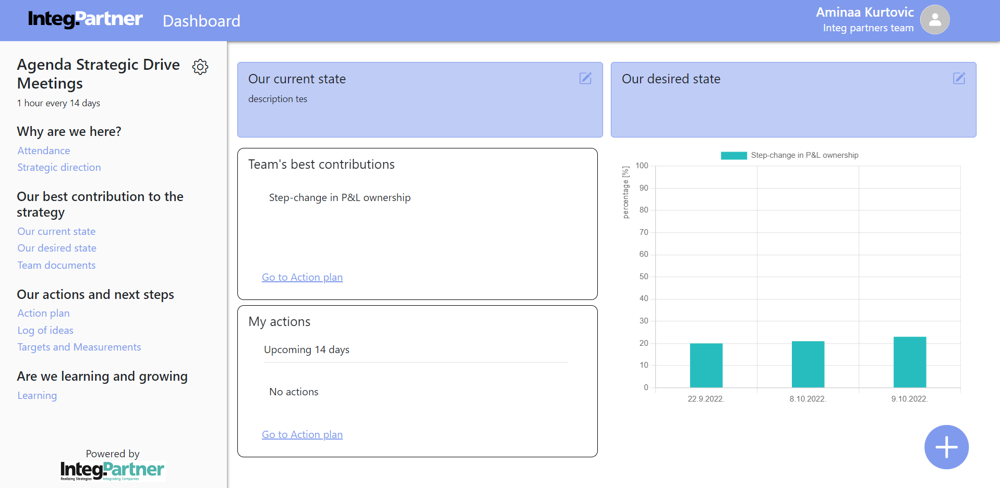 Integ.Partner
Dashboard
Aminaa Kurtovic
Integ partners team
Agenda Strategic Drive
Meetings
1 hour every 14 days
Why are we here?
Attendance
Strategic direction
Our best contribution to the
strategy
Our current state
Our desired state
Team documents
Our actions and next steps
Action plan
Log of ideas
Targets and Measurements
Are we learning and growing
Learning
Powered by
Integ.Partner
Realizing Strategies Integrating Companies
Our current state
description tes
Our desired state
Team's best contributions
Step-change in P&L ownership
Go to Action plan
My actions
Upcoming 14 days
No actions
Go to Action plan
Step-change in P&L ownership
percentage [%]
100
90
80
70
60
50
40
30
20
10
0
22.9.2022.
8.10.2022.
9.10.2022.